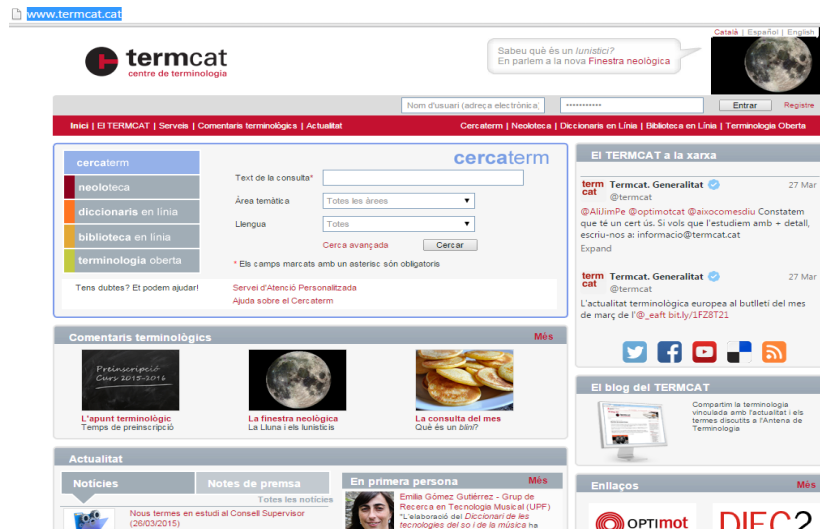 www.termcat.cat
Català | Español | English
termcat
centre de terminologia
Sabeu què és un lunistici?
En parlem a la nova Finestra neològica
Nom d'usuari (adreça electrònica)
Entrar
Registre
Inici | El TERMCAT | Serveis | Comentaris terminològics | Actualitat
Cercaterm | Neoloteca | Diccionaris en Línia | Biblioteca en Línia | Terminologia Oberta
cercaterm
neoloteca
diccionaris en línia
biblioteca en línia
terminologia oberta
cercaterm
Text de la consulta*
Àrea temàtica
Totes les àrees
Llengua
Totes
Cerca avançada
Cercar
* Els camps marcats amb un asterisc són obligatoris
Tens dubtes? Et podem ajudar!
Servei d'Atenció Personalitzada
Ajuda sobre el Cercaterm
El TERMCAT a la xarxa
term
cat
Termcat. Generalitat
27 Mar
@termcat
@AliJimPe @optimotcat @aixocomesdiu Constatem
que té un cert ús. Si vols que l'estudiem amb + detall,
escriu-nos a: informacio@termcat.cat
Expand
term
cat
Termcat. Generalitat
27 Mar
@termcat
L'actualitat terminològica europea al butlletí del mes
de març de l'@_eaft bit.ly/1FZ8T21
Comentaris terminològics
Més
Preinscripció
Curs 2015-2016
L'apunt terminològic
Temps de preinscripció
La finestra neològica
La Lluna i els lunisticis
La consulta del mes
Què és un blini?
El blog del TERMCAT
Compartim la terminologia
vinculada amb l'actualitat i els
termes discutits a l'Antena de
Terminologia
Actualitat
Notícies
Notes de premsa
Totes les notícies
Nous termes en estudi al Consell Supervisor
(26/03/2015)
En primera persona
Més
Emilia Gómez Gutiérrez - Grup de
Recerca en Tecnologia Musical (UPF)
"L'elaboració del Diccionari de les
tecnologies del so i de la música ha
Enllaços
Més
OPTIMOT
DIEC2